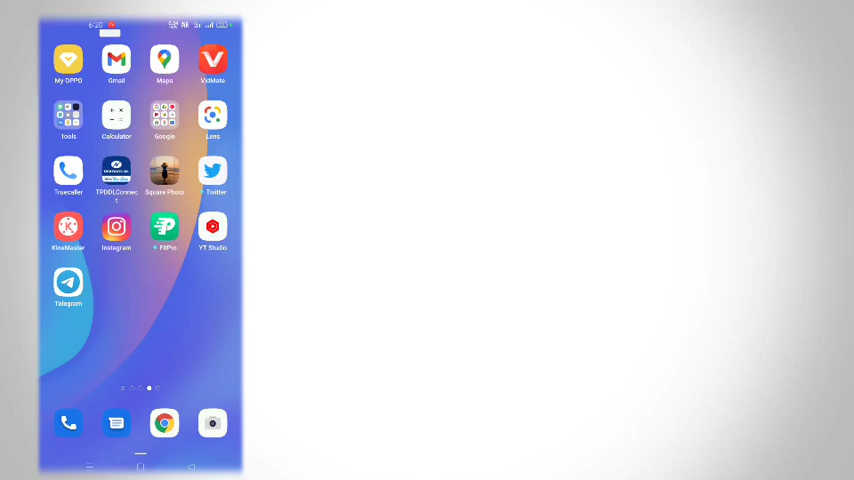 6:20
My OPPO Gmail Maps VidMate
Tools Calculator Google Lens
Truecaller TPDDLConnec
t Square Photo Twitter
KineMaster Instagram FitPro YT Studio
Telegram